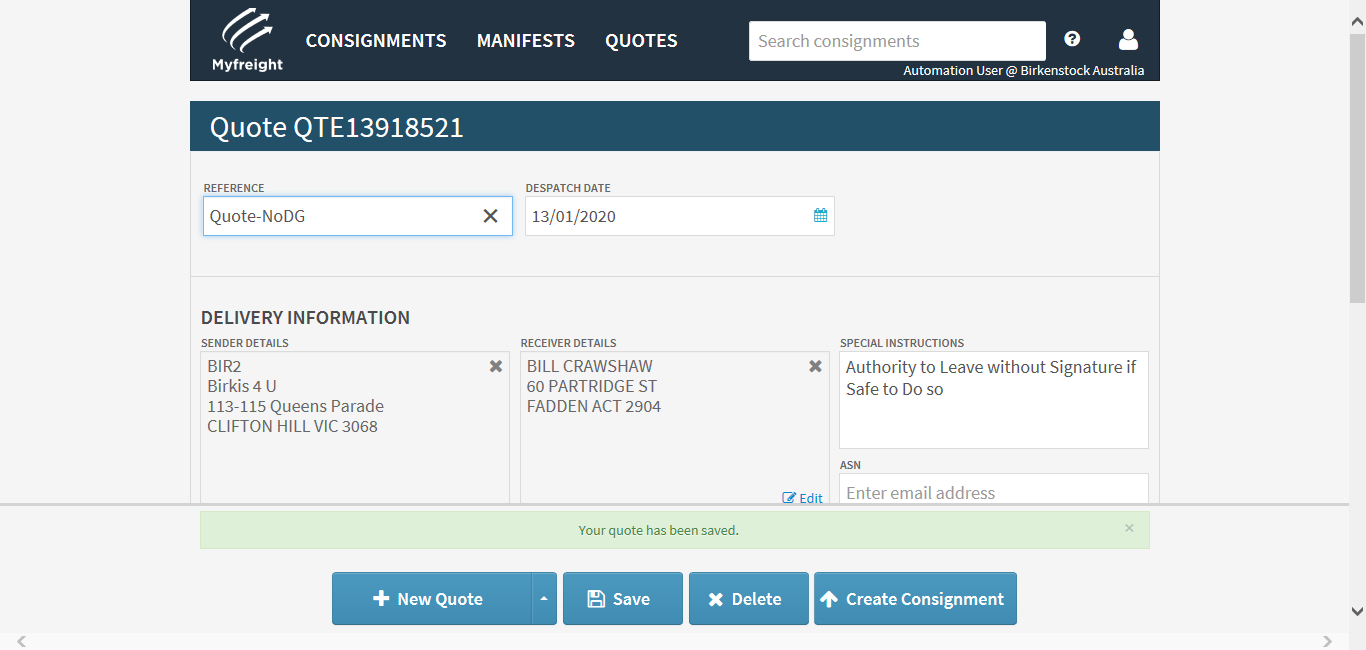 Myfreight
CONSIGNMENTS
MANIFESTS
QUOTES
Search consignments
Automation User @ Birkenstock Australia
Quote QTE13918521
REFERENCE
DESPATCH DATE
Quote-NoDG
13/01/2020
DELIVERY INFORMATION
SENDER DETAILS
BIR2
Birkis 4 U
113-115 Queens Parade
CLIFTON HILL VIC 3068
RECEIVER DETAILS
BILL CRAWSHAW
60 PARTRIDGE ST
FADDEN ACT 2904
Edit
SPECIAL INSTRUCTIONS
Authority to Leave without Signature if
Safe to Do so
ASN
Enter email address
Your quote has been saved.
New Quote
Save
Delete
Create Consignment